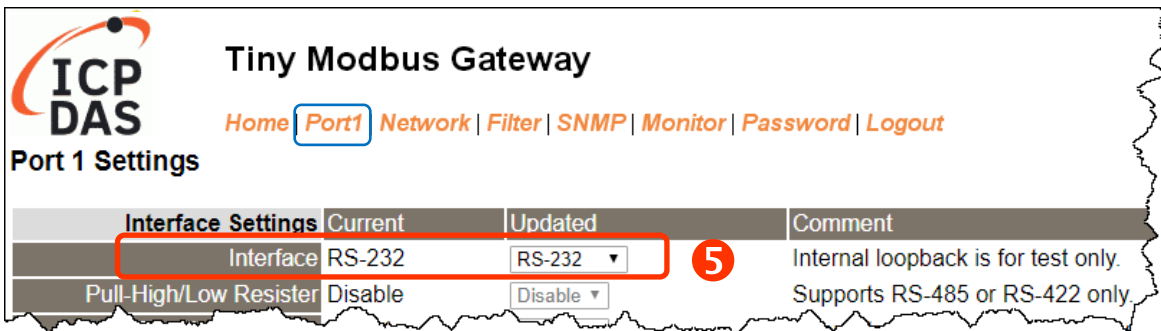 ICP
DAS
Tiny Modbus Gateway
Home | Port1 | Network | Filter | SNMP | Monitor | Password | Logout
Port 1 Settings
Interface Settings Current Updated Comment
Interface RS-232 RS-232 Internal loopback is for test only.
Pull-High/Low Resister Disable Disable Supports RS-485 or RS-422 only.
5